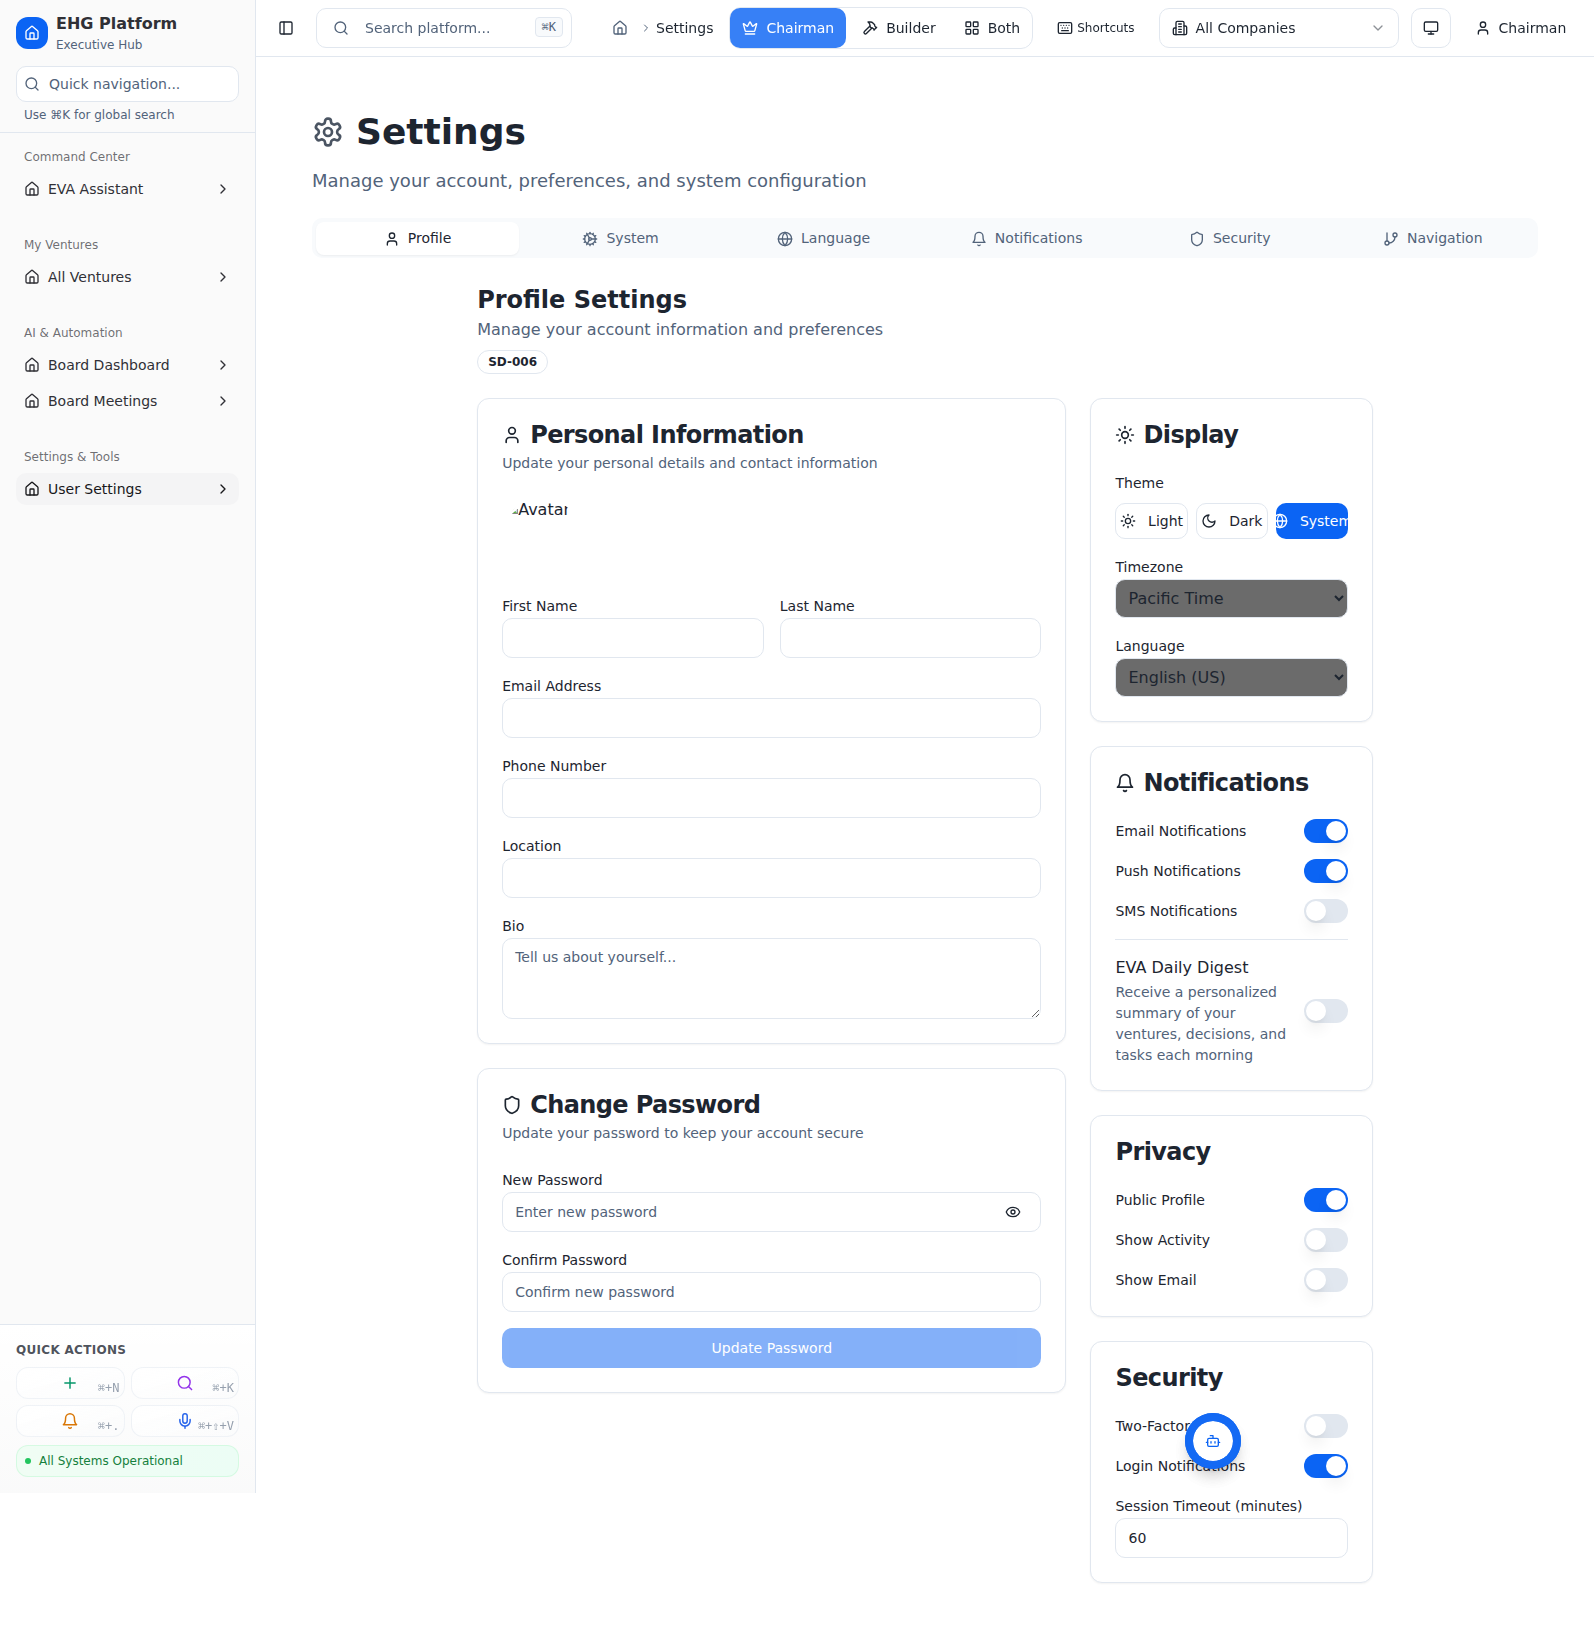 EHG Platform
Executive Hub
Quick navigation...
Use ⌘K for global search
Command Center
EVA Assistant
My Ventures
All Ventures
AI & Automation
Board Dashboard
Board Meetings
Settings & Tools
User Settings
QUICK ACTIONS
⌘+N
⌘+K
⌘+.
⌘+⇧+V
All Systems Operational
Search platform...
⌘K
Settings
Chairman
Builder
Both
Shortcuts
All Companies
Chairman
Settings
Manage your account, preferences, and system configuration
Profile
System
Language
Notifications
Security
Navigation
Profile Settings
Manage your account information and preferences
SD-006
Personal Information
Update your personal details and contact information
Avatar
First Name
Last Name
Email Address
Phone Number
Location
Bio
Tell us about yourself...
Change Password
Update your password to keep your account secure
New Password
Enter new password
Confirm Password
Confirm new password
Update Password
Display
Theme
Light
Dark
System
Timezone
Pacific Time
Language
English (US)
Notifications
Email Notifications
Push Notifications
SMS Notifications
EVA Daily Digest
Receive a personalized
summary of your
ventures, decisions, and
tasks each morning
Privacy
Public Profile
Show Activity
Show Email
Security
Two-Factor
Login Notifications
Session Timeout (minutes)
60